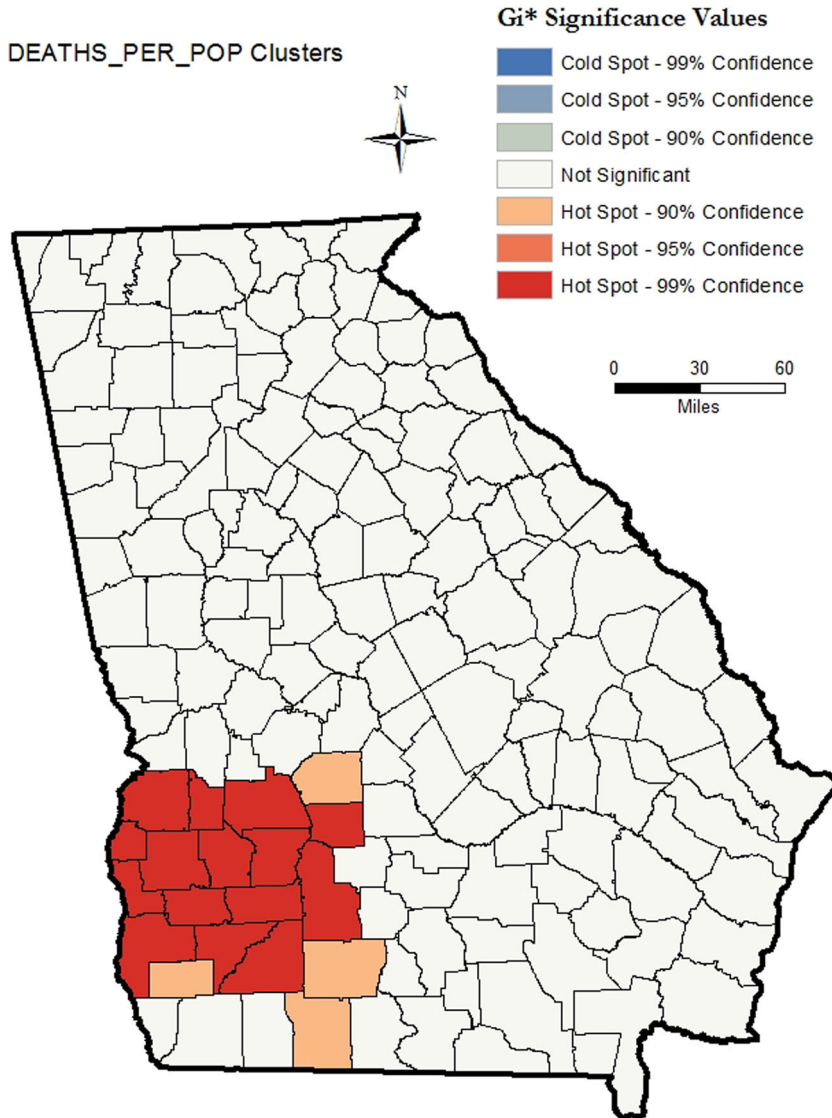 Gi* Significance Values
DEATHS_PER_POP Clusters
Cold Spot - 99% Confidence
Cold Spot - 95% Confidence
Cold Spot - 90% Confidence
Not Significant
Hot Spot - 90% Confidence
Hot Spot - 95% Confidence
Hot Spot - 99% Confidence
N
0 30 60
Miles